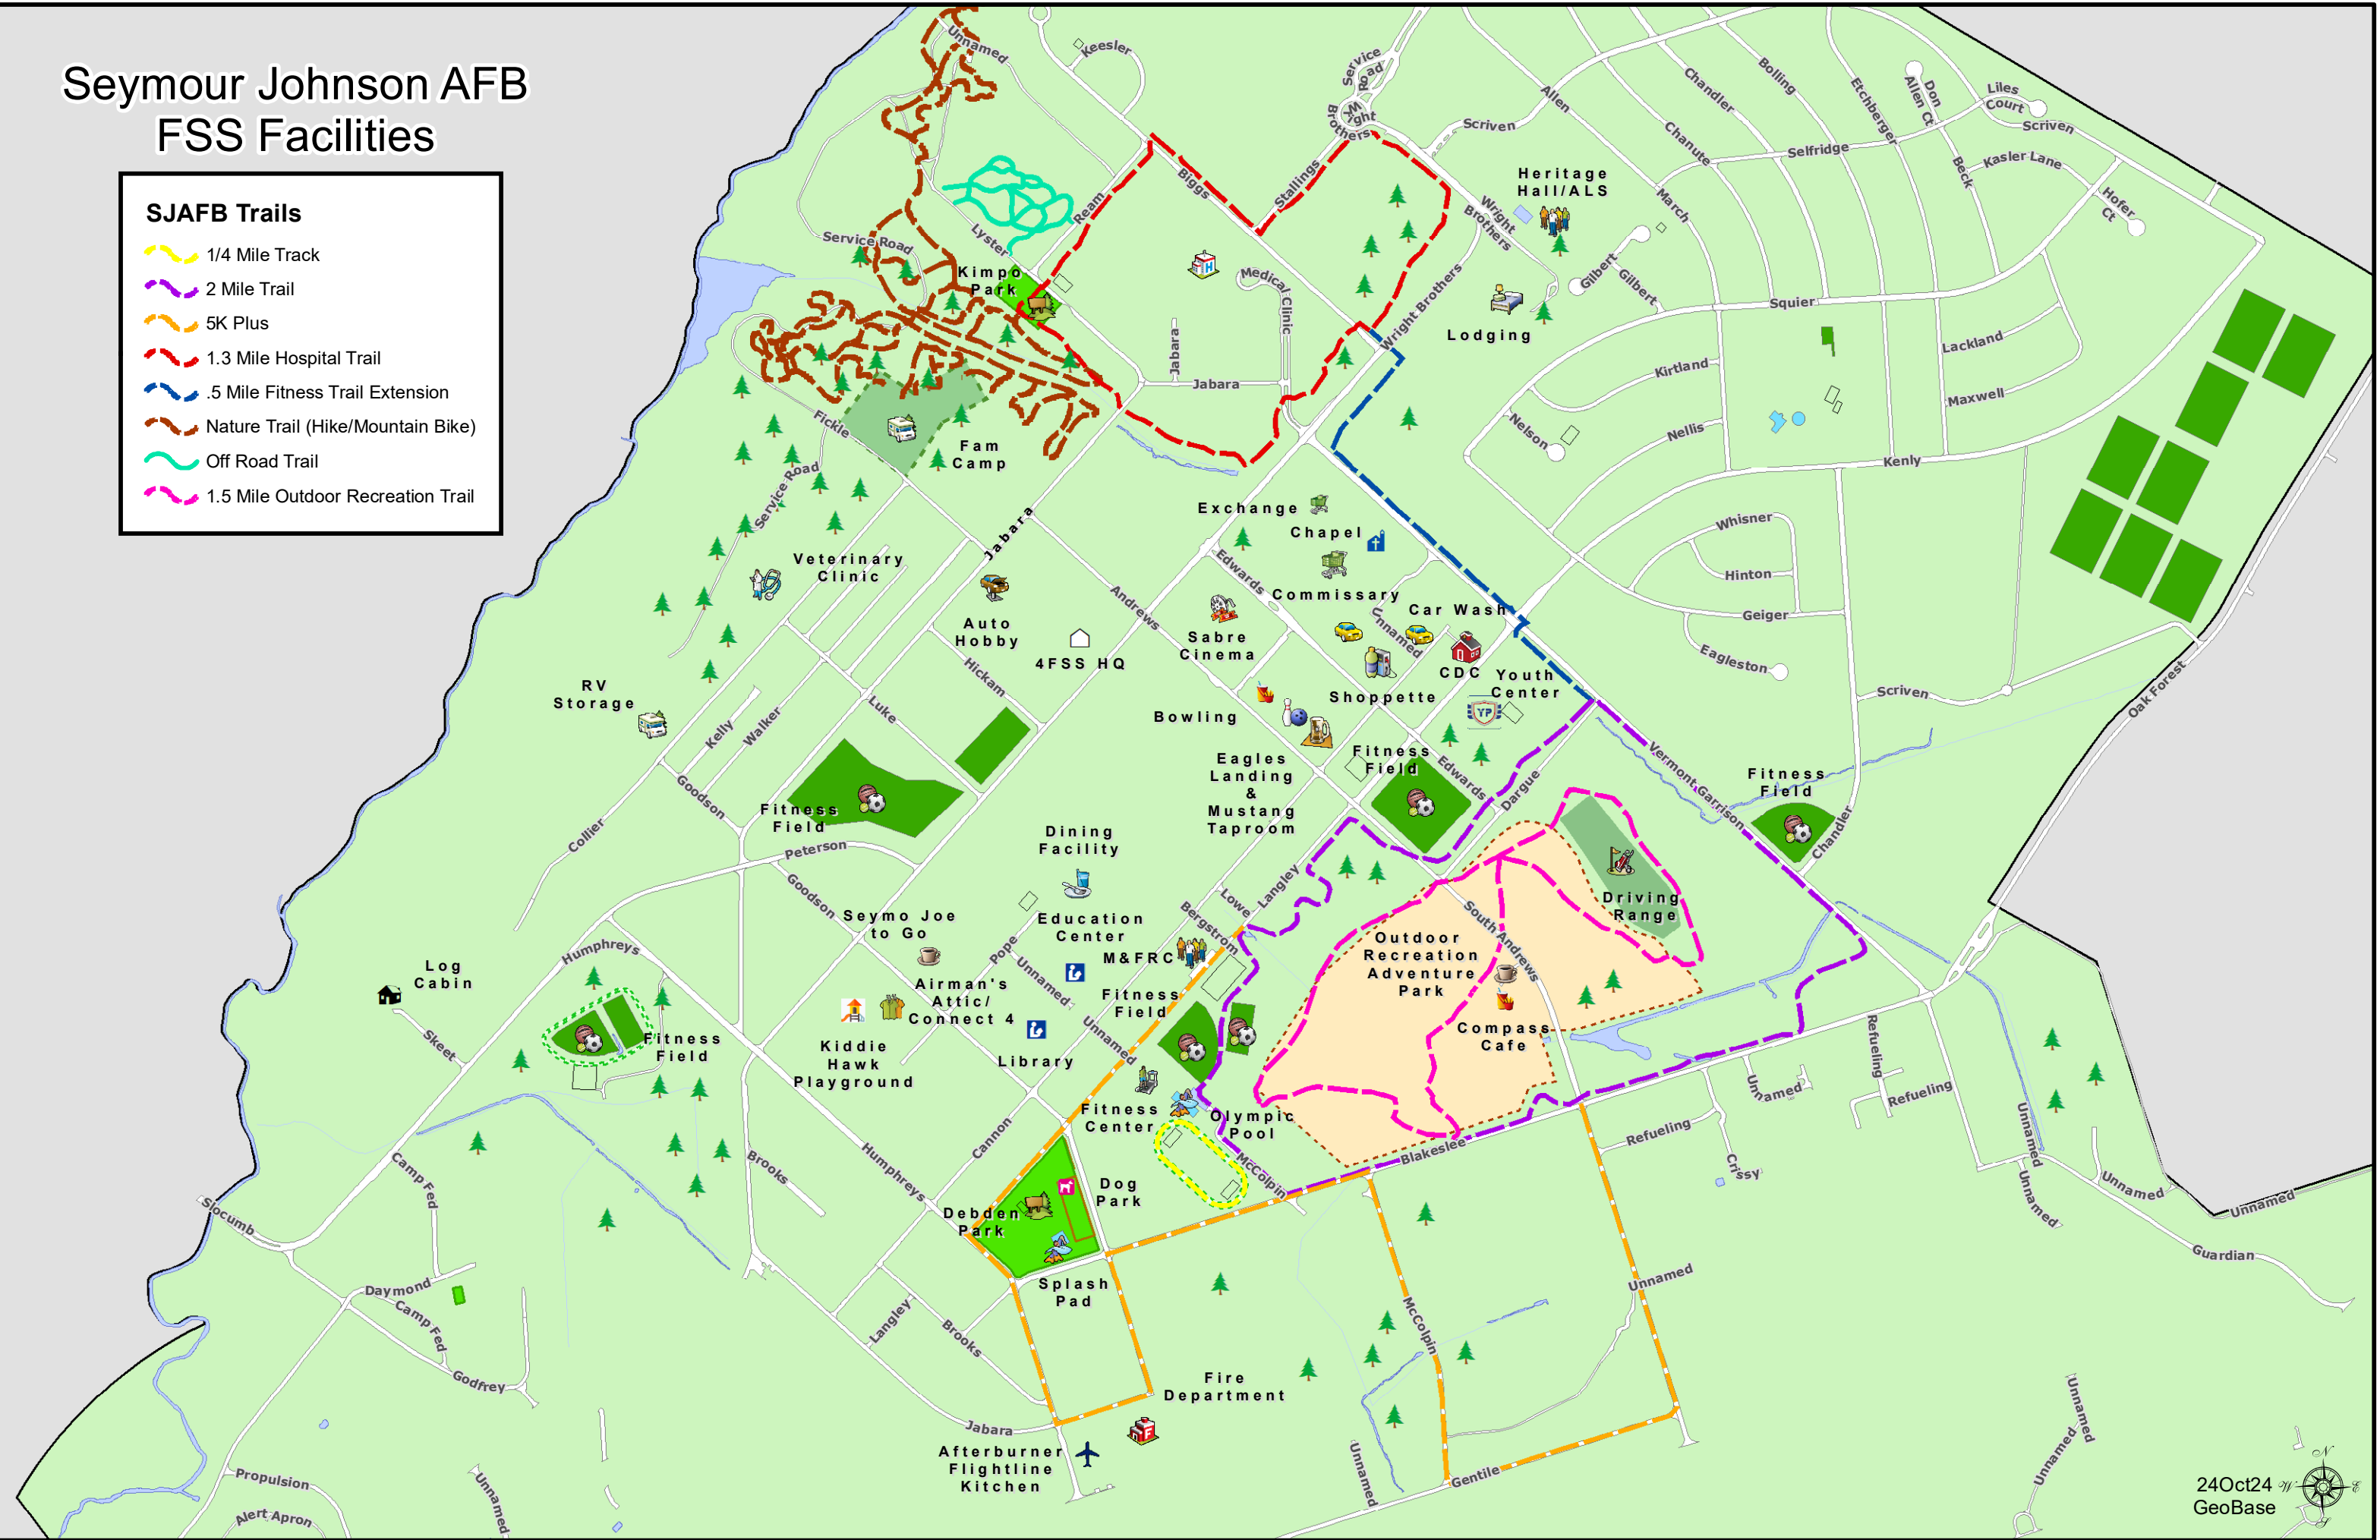 Seymour Johnson AFB
FSS Facilities
SJAFB Trails
1/4 Mile Track
2 Mile Trail
5K Plus
1.3 Mile Hospital Trail
.5 Mile Fitness Trail Extension
Nature Trail (Hike/Mountain Bike)
Off Road Trail
1.5 Mile Outdoor Recreation Trail
Unnamed
Keesler
Service
Road
Wright
Brothers
Scriven
Allen
Chandler
Bolling
Etchberger
Don
Allen Ct
Liles
Court
Scriven
Chanute
Selfridge
Beck
Kasler Lane
Hofer
Ct
March
Biggs
Stallings
Ream
Lyster
Service Road
Kimpo
Park
Heritage
Hall/ALS
Wright
Brothers
Gilbert
Gilbert
Squier
Medical Clinic
H
Wright Brothers
Lodging
Jabara
Jabara
Kirtland
Lackland
Maxwell
Nelson
Nellis
Kenly
Fickle
Fam
Camp
Service Road
Jabara
Exchange
Chapel
Whisner
Hinton
Geiger
Eagleston
Scriven
Oak Forest
Veterinary
Clinic
Edwards
Commissary
Car Wash
Unnamed
Andrews
Auto
Hobby
4FSS HQ
Sabre
Cinema
CDC
Youth
Center
YP
Shoppette
Hickam
RV
Storage
Luke
Kelly
Walker
Bowling
Eagles
Landing
&
Mustang
Taproom
Fitness
Field
Edwards
Dargue
Vermont Garrison
Fitness
Field
Chandler
Goodson
Collier
Fitness
Field
Peterson
Dining
Facility
Goodson
Seymo Joe
to Go
Education
Center
Lowe
Langley
Bergstrom
M&FRC
South Andrews
Driving
Range
Outdoor
Recreation
Adventure
Park
Compass
Cafe
Humphreys
Log
Cabin
Skeet
Fitness
Field
Pope
Unnamed
Airman's
Attic/
Connect 4
Kiddie
Hawk
Playground
Library
Fitness
Field
Unnamed
Fitness
Center
Olympic
Pool
McColpin
Blakeslee
Refueling
Refueling
Unnamed
Refueling
Crissy
Unnamed
Unnamed
Unnamed
Unnamed
Guardian
Camp Fed
Slocumb
Brooks
Humphreys
Cannon
Dog
Park
Debden
Park
Splash
Pad
Daymond
Camp Fed
Godfrey
Langley
Brooks
McColpin
Unnamed
Fire
Department
F
Jabara
Afterburner
Flightline
Kitchen
Unnamed
Gentile
Unnamed
Unnamed
Propulsion
Alert Apron
Unnamed
24Oct24
GeoBase
N
W
E
S